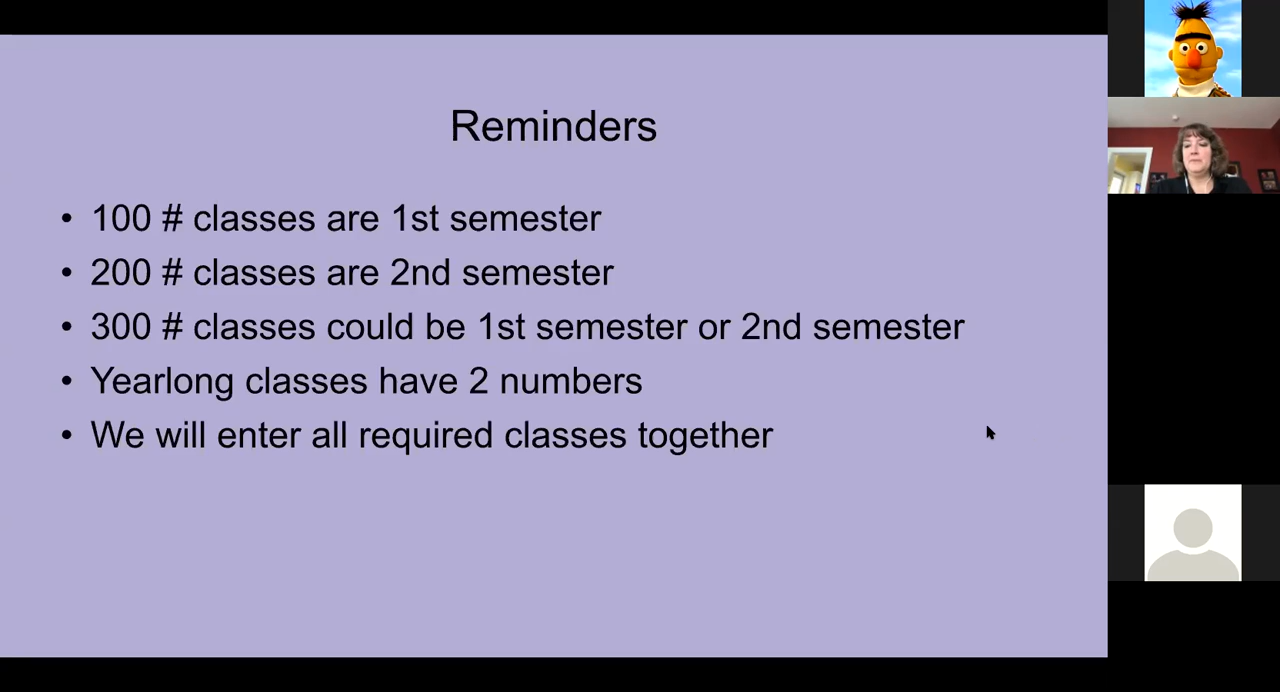 Reminders
• 100 # classes are 1st semester
• 200 # classes are 2nd semester
• 300 # classes could be 1st semester or 2nd semester
• Yearlong classes have 2 numbers
• We will enter all required classes together